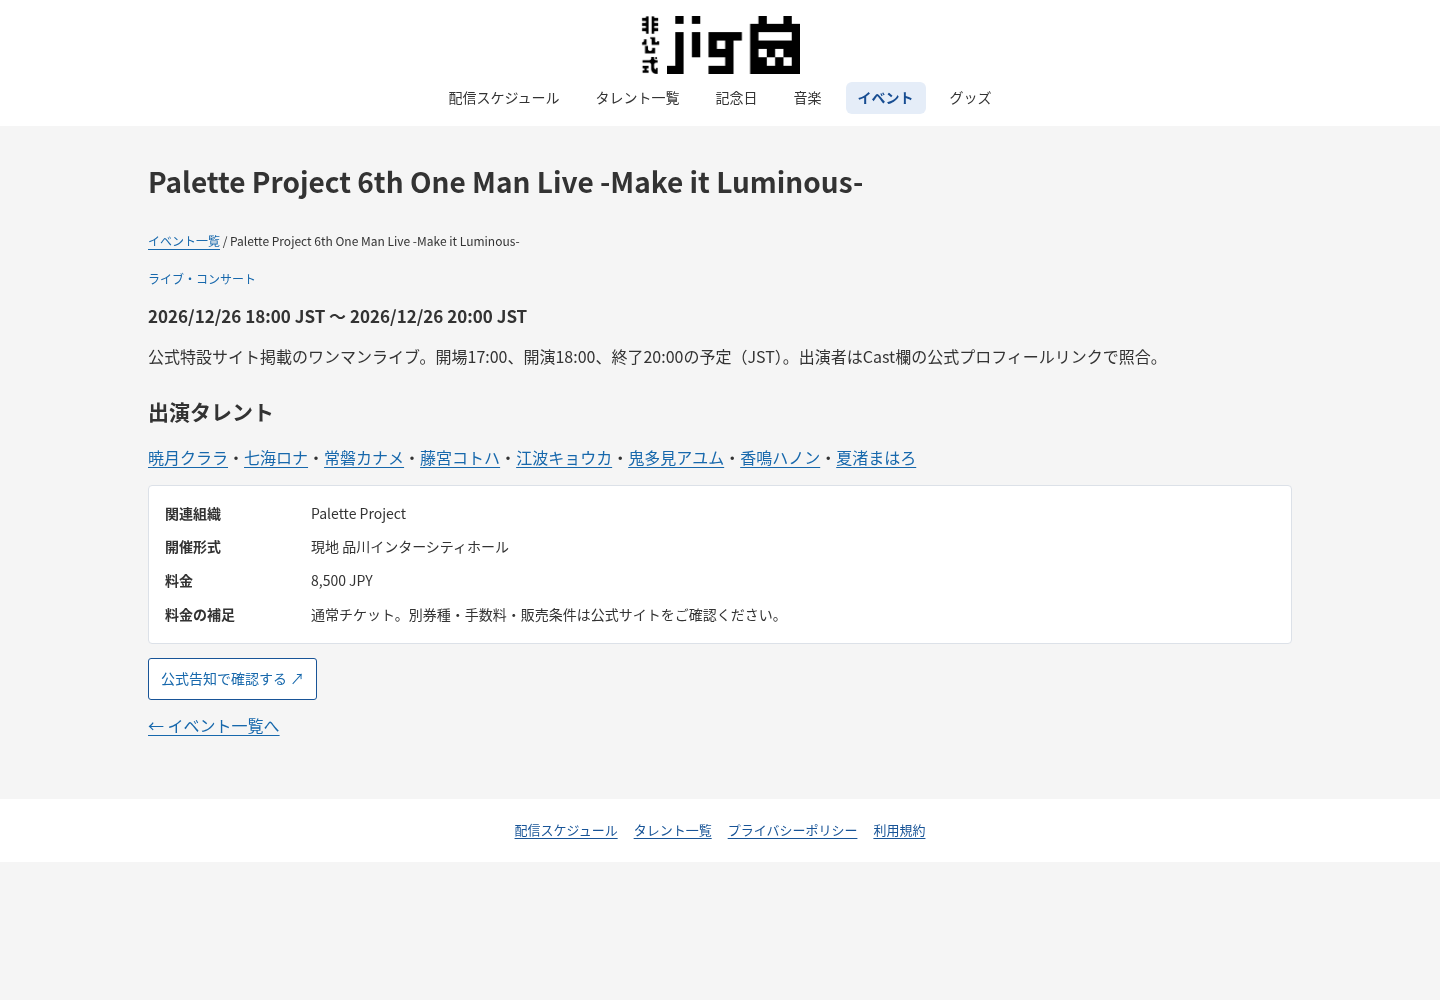 非公式
jig
配信スケジュール タレント一覧 記念日 音楽 イベント グッズ
Palette Project 6th One Man Live -Make it Luminous-
イベント一覧 / Palette Project 6th One Man Live -Make it Luminous-
ライブ・コンサート
2026/12/26 18:00 JST 〜 2026/12/26 20:00 JST
公式特設サイト掲載のワンマンライブ。開場17:00、開演18:00、終了20:00の予定（JST）。出演者はCast欄の公式プロフィールリンクで照合。
出演タレント
暁月クララ・七海ロナ・常磐カナメ・藤宮コトハ・江波キョウカ・鬼多見アユム・香鳴ハノン・夏渚まはろ
関連組織 Palette Project
開催形式 現地 品川インターシティホール
料金 8,500 JPY
料金の補足 通常チケット。別券種・手数料・販売条件は公式サイトをご確認ください。
公式告知で確認する ↗
← イベント一覧へ
配信スケジュール タレント一覧 プライバシーポリシー 利用規約